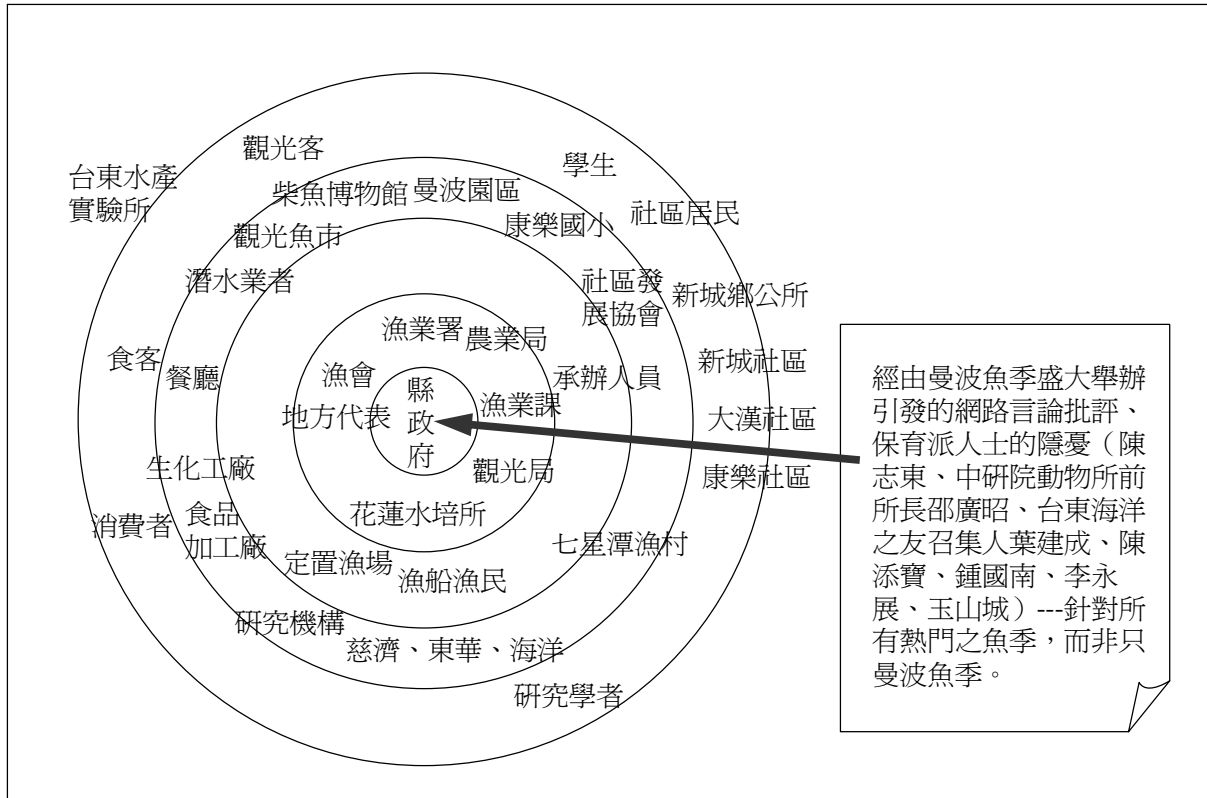 觀光客
學生
台東水產
實驗所
柴魚博物館
曼波園區
社區居民
康樂國小
觀光魚市
潛水業者
社區發
展協會
新城鄉公所
漁業署
農業局
食客
餐廳
漁會
承辦人員
新城社區
縣
政
府
地方代表
漁業課
大漢社區
觀光局
康樂社區
生化工廠
花蓮水培所
消費者
食品
加工廠
定置漁場
漁船漁民
七星潭漁村
研究機構
慈濟、東華、海洋
研究學者
經由曼波魚季盛大舉辦
引發的網路言論批評、
保育派人士的隱憂（陳
志東、中研院動物所前
所長邵廣昭、台東海洋
之友召集人葉建成、陳
添寶、鍾國南、李永
展、玉山城）---針對所
有熱門之魚季，而非只
曼波魚季。